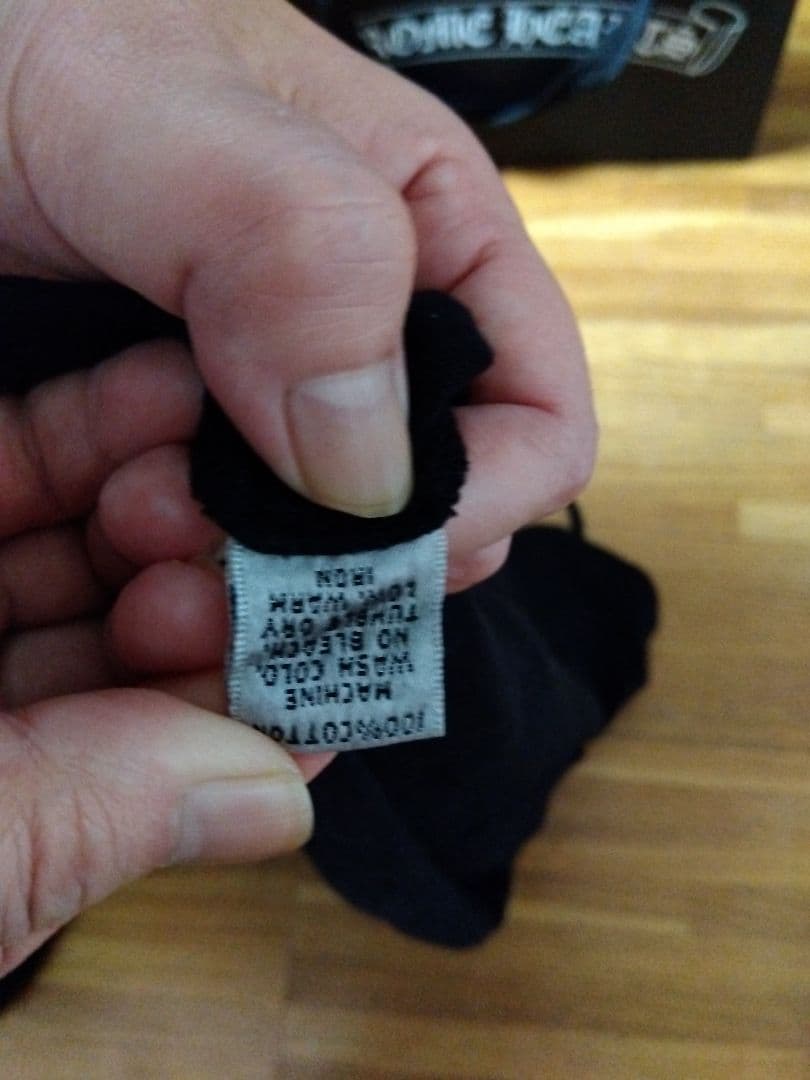 100%COTTON
MACHINE
WASH COLD,
NO BLEACH,
TUMBLE DRY
LOW. WARM
IRON